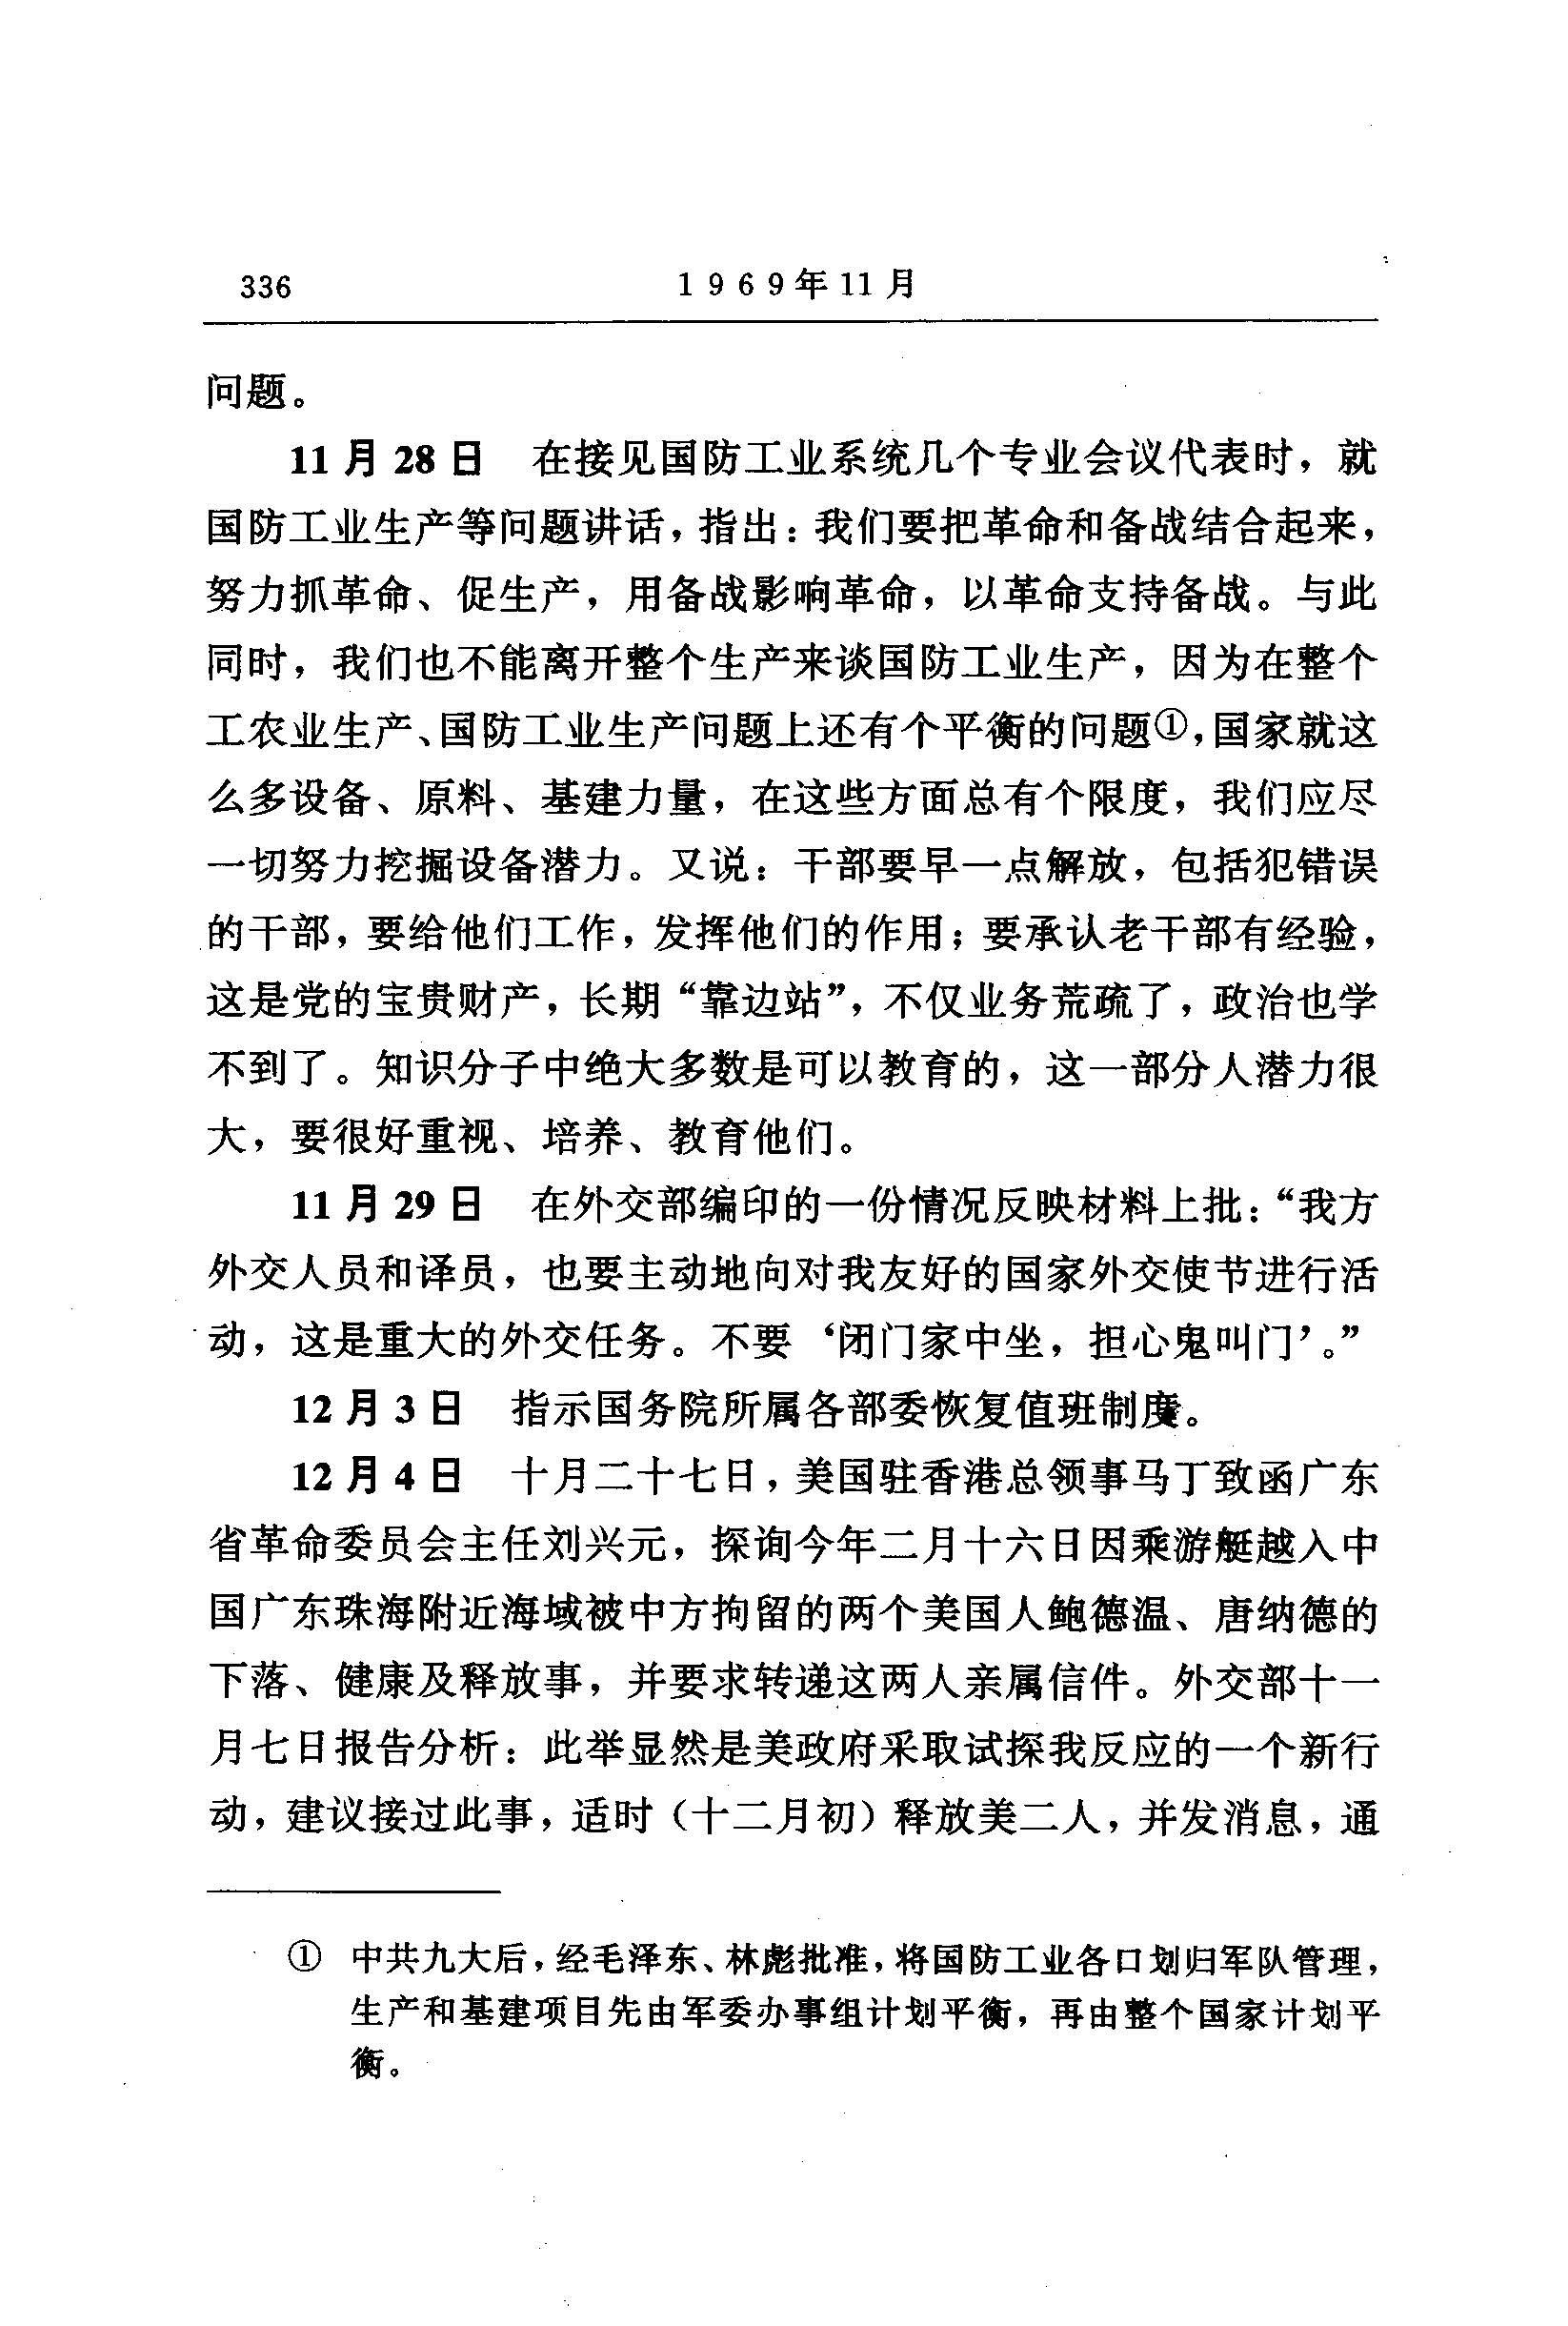 336
1969年11月
问题。
11月28日 在接见国防工业系统几个专业会议代表时，就
国防工业生产等问题讲话，指出：我们要把革命和备战结合起来，
努力抓革命、促生产，用备战影响革命，以革命支持备战。与此
同时，我们也不能离开整个生产来谈国防工业生产，因为在整个
工农业生产、国防工业生产问题上还有个平衡的问题①，国家就这
么多设备、原料、基建力量，在这些方面总有个限度，我们应尽
一切努力挖掘设备潜力。又说：干部要早一点解放，包括犯错误
的干部，要给他们工作，发挥他们的作用；要承认老干部有经验，
这是党的宝贵财产，长期“靠边站”，不仅业务荒疏了，政治也学
不到了。知识分子中绝大多数是可以教育的，这一部分人潜力很
大，要很好重视、培养、教育他们。
11月29日 在外交部编印的一份情况反映材料上批：“我方
外交人员和译员，也要主动地向对我友好的国家外交使节进行活
动，这是重大的外交任务。不要‘闭门家中坐，担心鬼叫门’。”
12月3日 指示国务院所属各部委恢复值班制度。
12月4日 十月二十七日，美国驻香港总领事马丁致函广东
省革命委员会主任刘兴元，探询今年二月十六日因乘游艇越入中
国广东珠海附近海域被中方拘留的两个美国人鲍德温、唐纳德的
下落、健康及释放事，并要求转递这两人亲属信件。外交部十一
月七日报告分析：此举显然是美政府采取试探我反应的一个新行
动，建议接过此事，适时（十二月初）释放美二人，并发消息，通
① 中共九大后，经毛泽东、林彪批准，将国防工业各口划归军队管理，
生产和基建项目先由军委办事组计划平衡，再由整个国家计划平
衡。